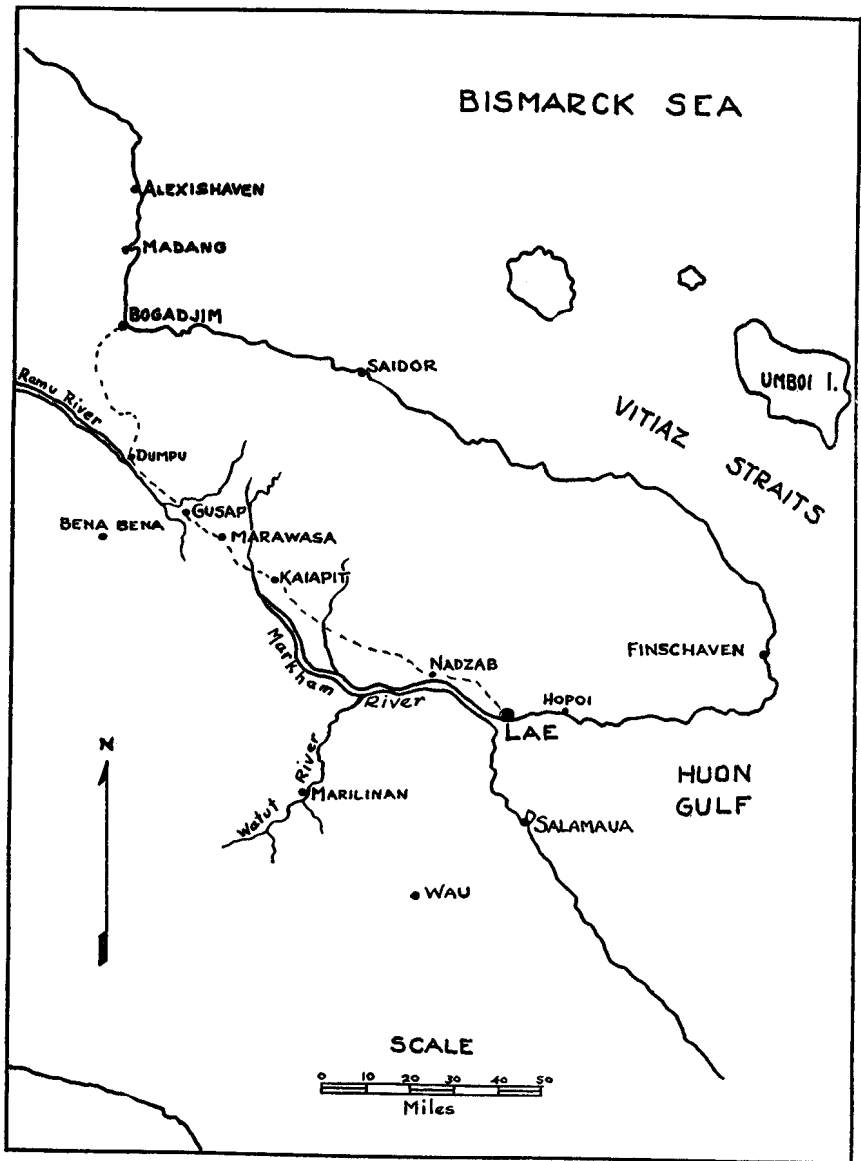 BISMARCK SEA
ALEXISHAVEN
MADANG
BOGADJIM
SAIDOR
UMBOI I.
VITIAZ
STRAITS
Ramu River
DUMPU
GUSAP
BENA BENA
MARAWASA
KAIAPIT
Markham
River
NADZAB
FINSCHAVEN
HOPOI
LAE
N
HUON
GULF
Watut
River
MARILINAN
SALAMAUA
WAU
SCALE
0 10 20 30 40 50
Miles